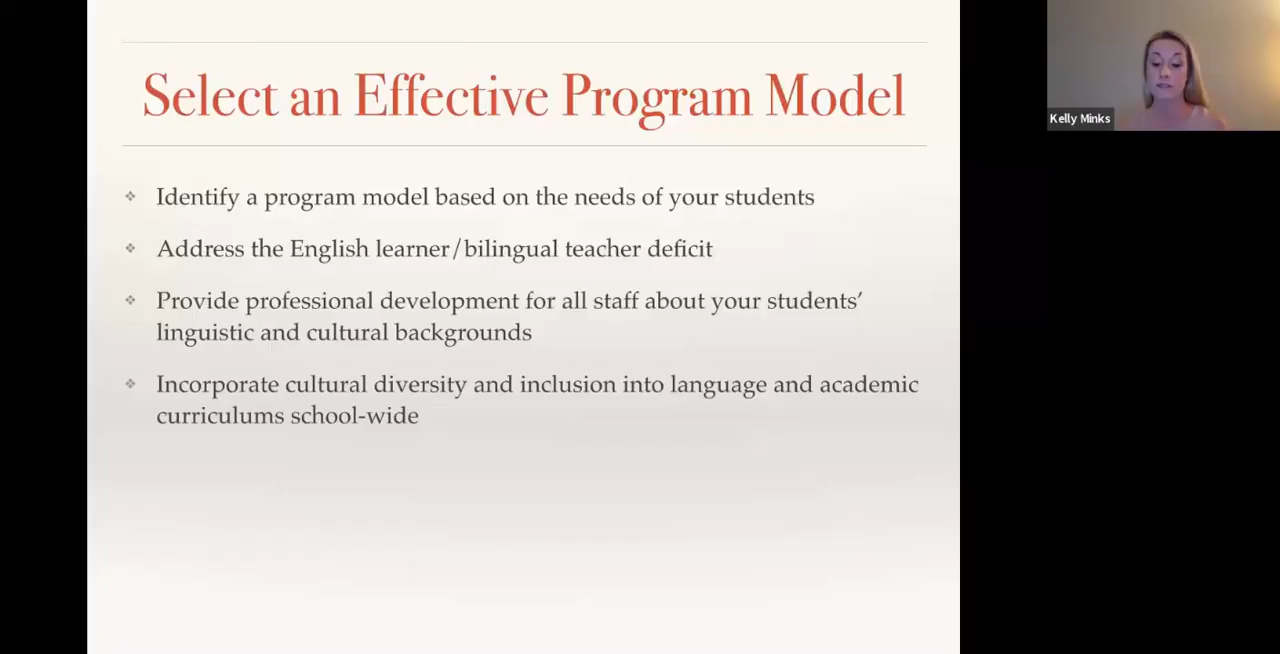 Select an Effective Program Model
Identify a program model based on the needs of your students
Address the English learner/bilingual teacher deficit
Provide professional development for all staff about your students’
linguistic and cultural backgrounds
Incorporate cultural diversity and inclusion into language and academic
curriculums school-wide
Kelly Minks